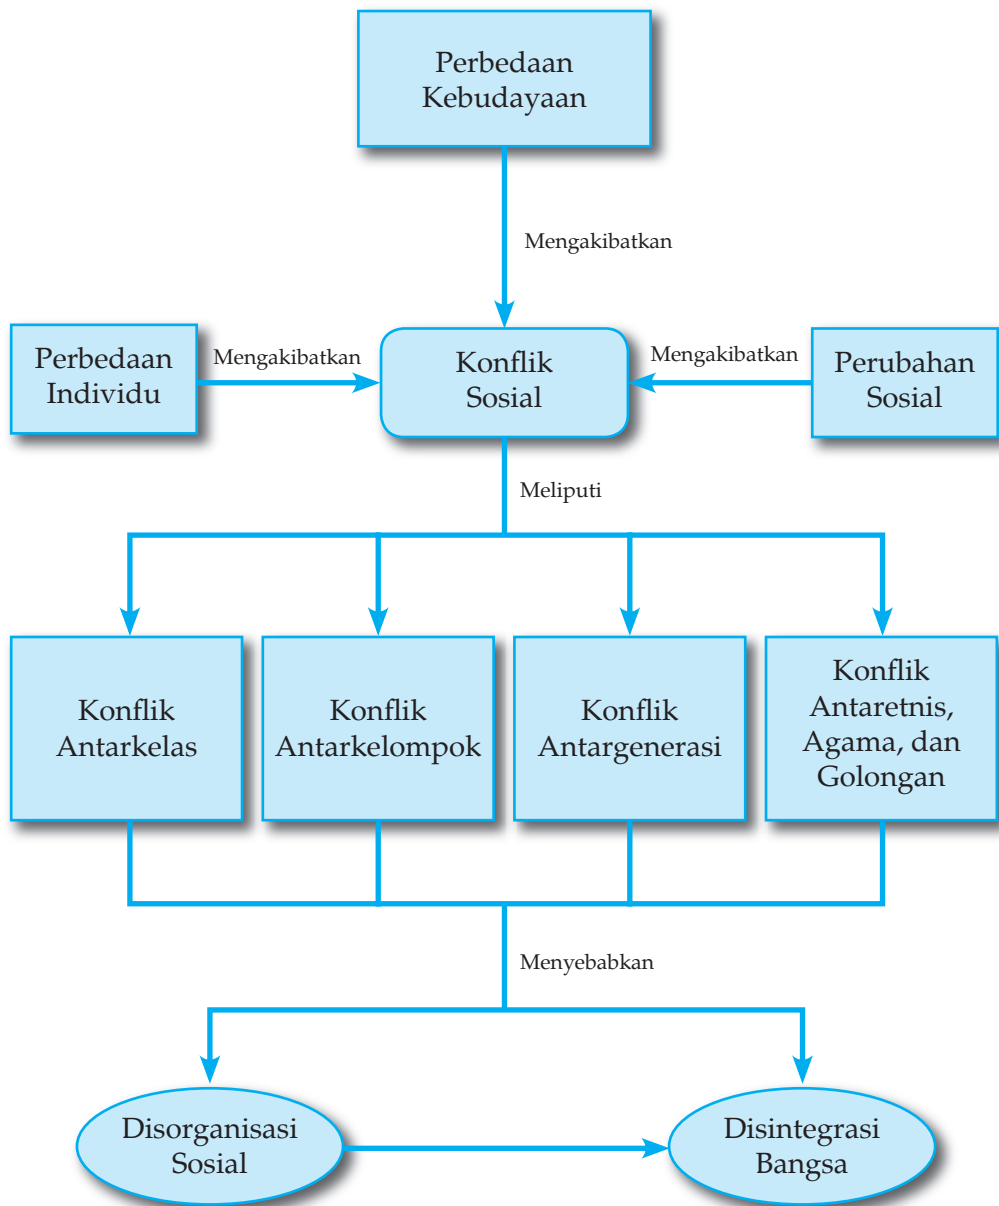 Perbedaan
Kebudayaan
Mengakibatkan
Perbedaan
Individu
Mengakibatkan
Konflik
Sosial
Mengakibatkan
Perubahan
Sosial
Meliputi
Konflik
Antarkelas
Konflik
Antarkelompok
Konflik
Antargenerasi
Konflik
Antaretnis,
Agama, dan
Golongan
Menyebabkan
Disorganisasi
Sosial
Disintegrasi
Bangsa